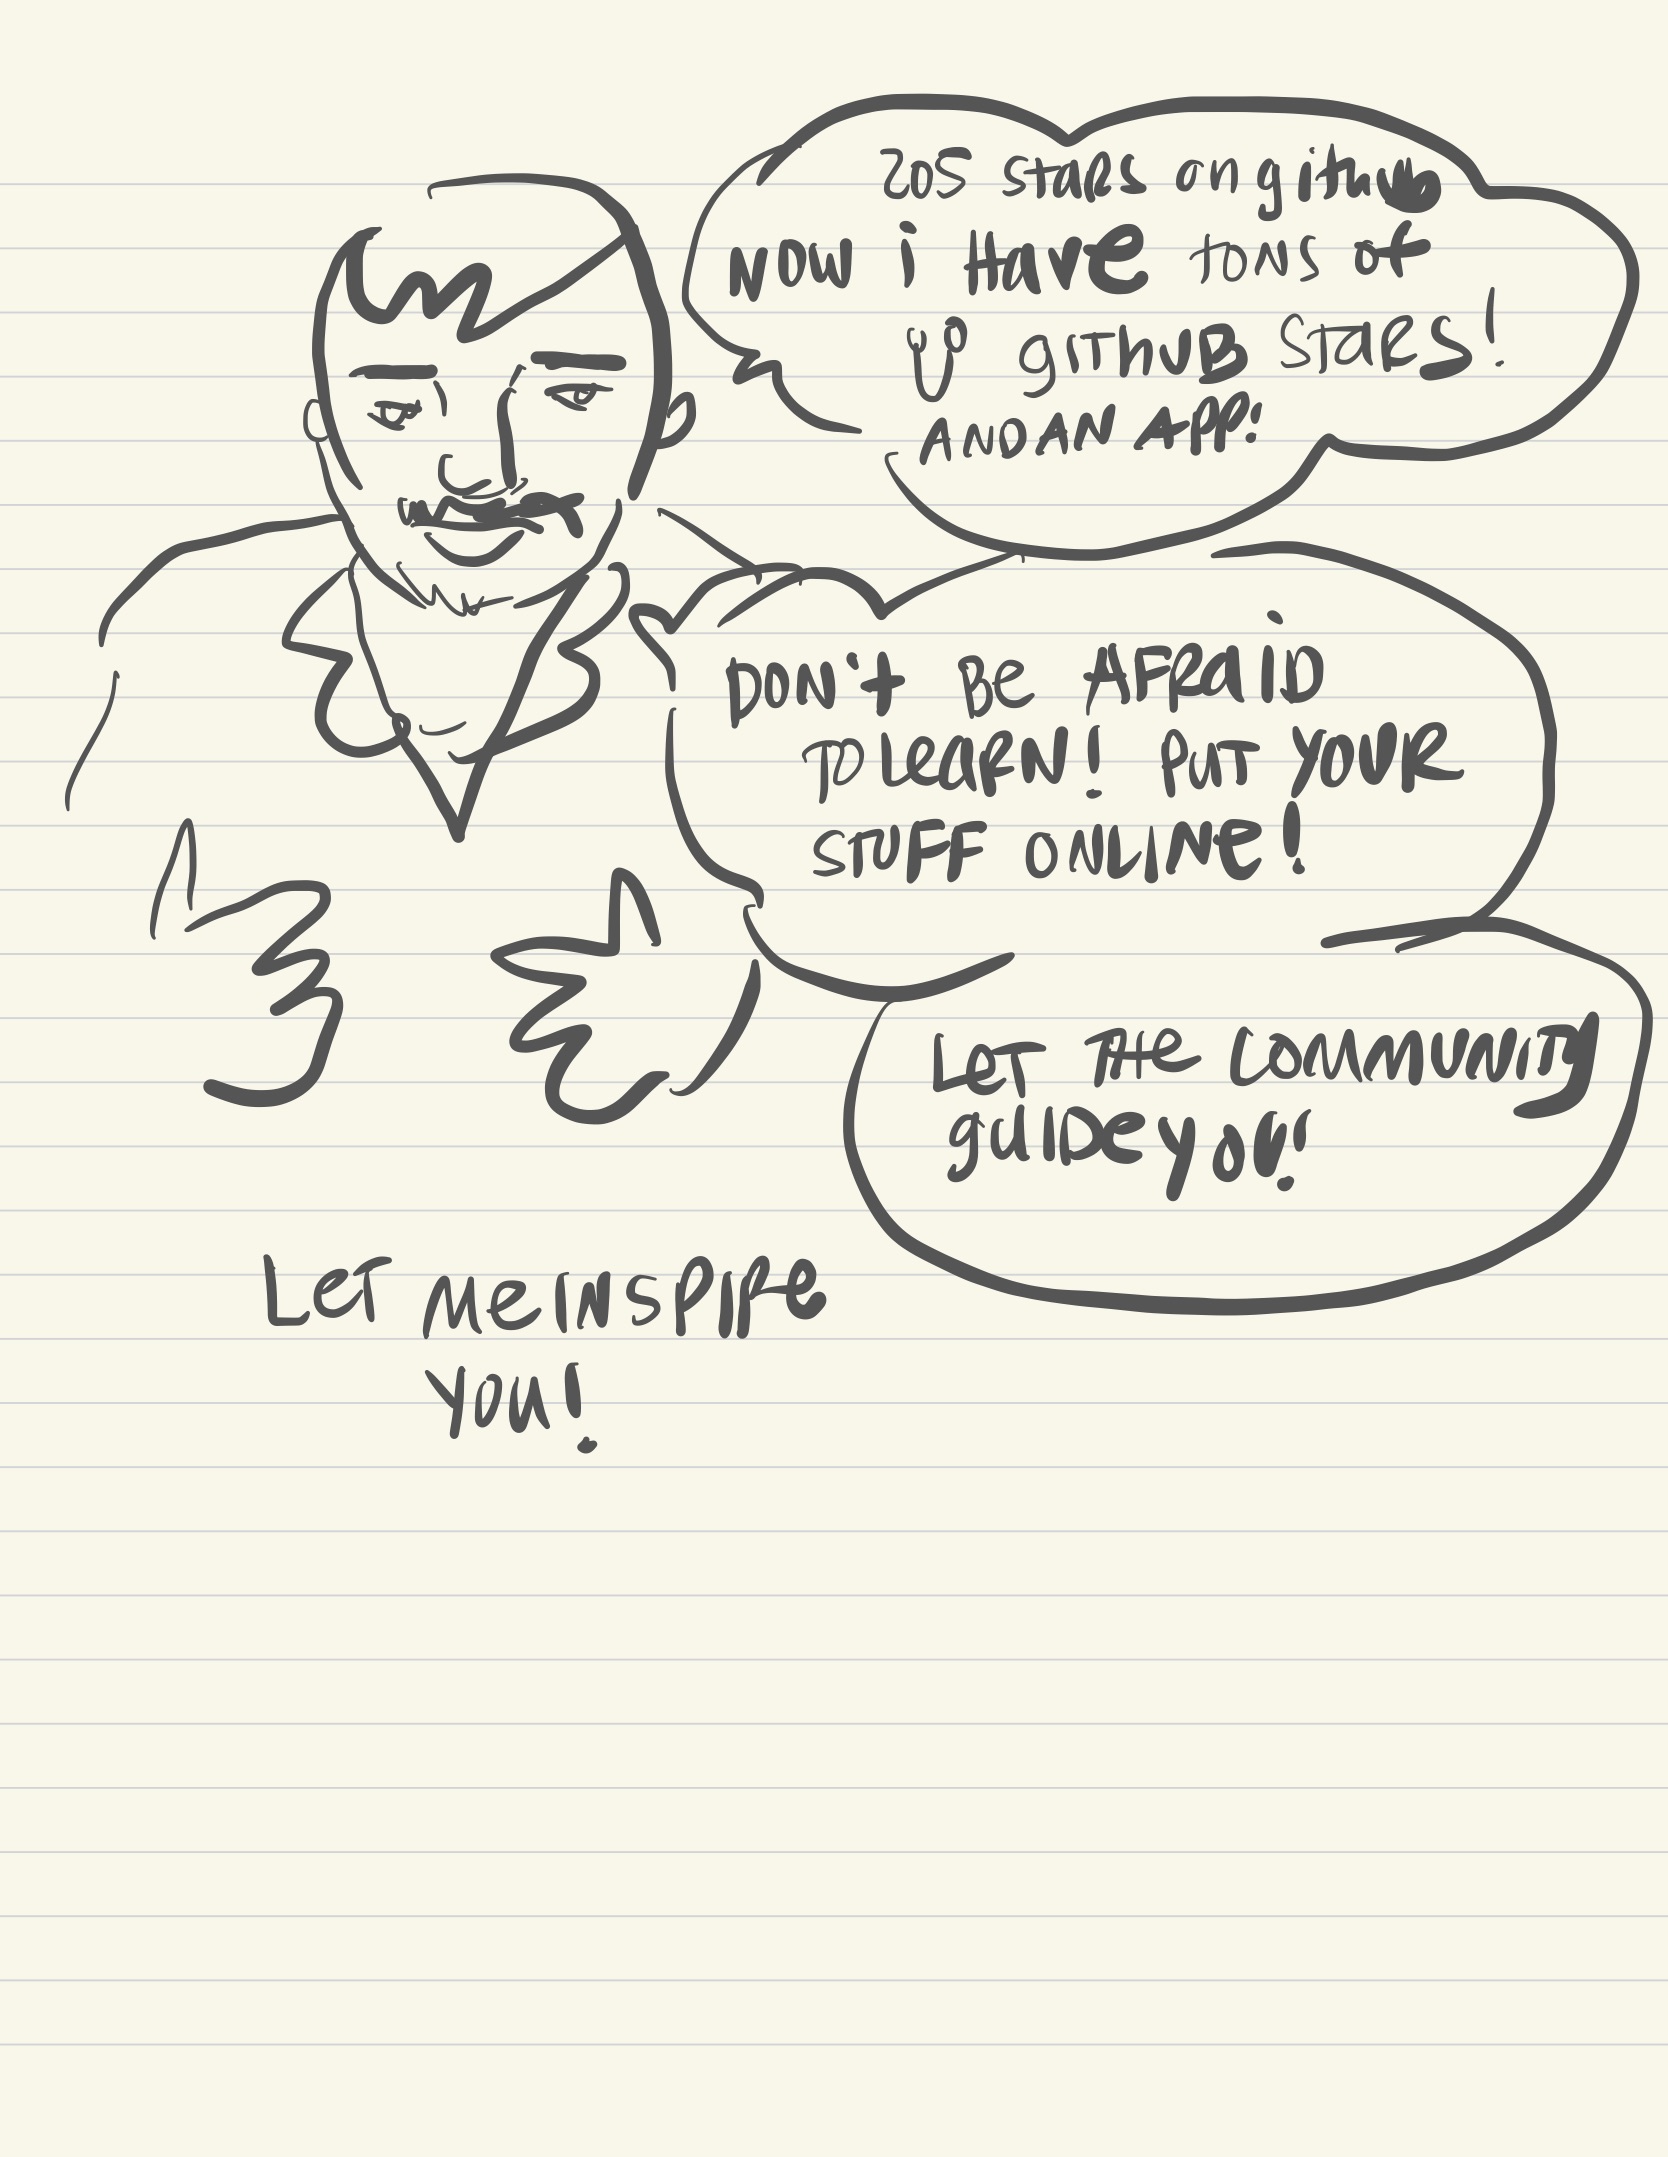 205 stars on github
NOW i HAVE TONS of
github STARS!
AND AN APP!
DON't Be AFRaiD
TO LeaRN! PUT YOUR
STUFF ONLINe!
LeT THe COMMUNITy
guiDe you!
LeT Me INSPIRe
YOU!